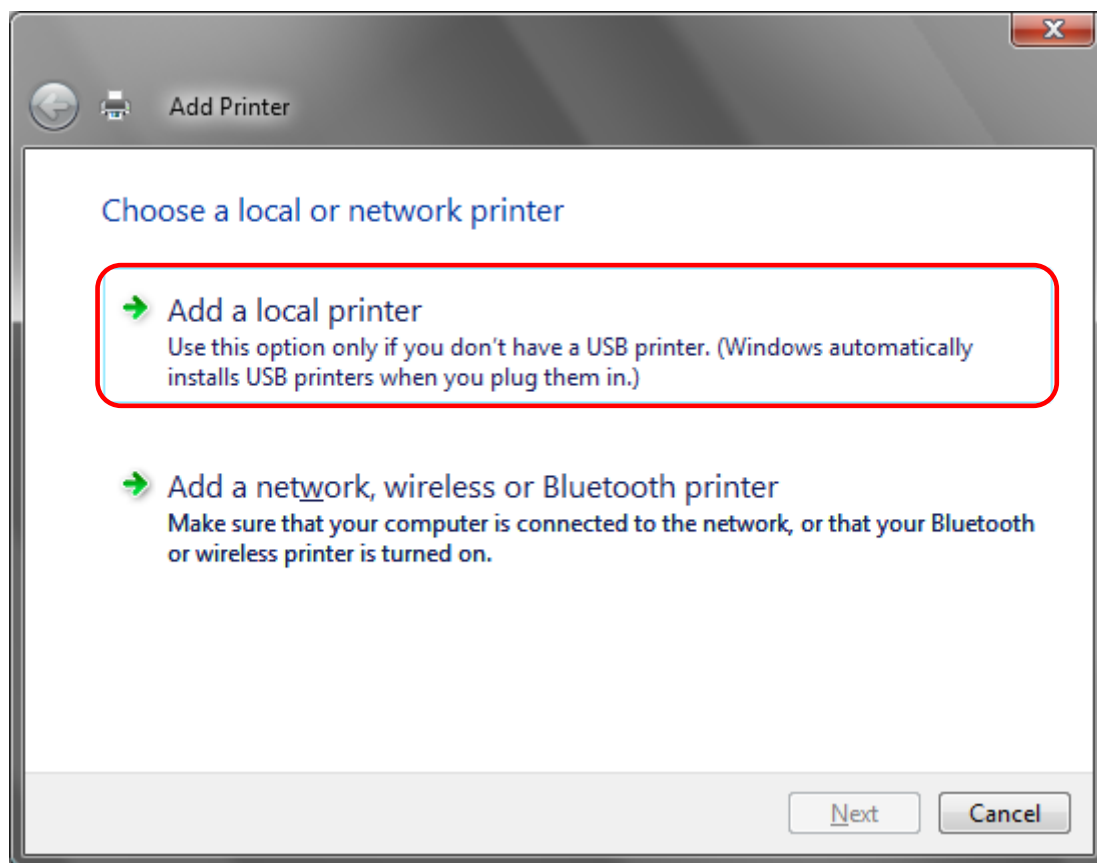 Add Printer
Choose a local or network printer
Add a local printer
Use this option only if you don't have a USB printer. (Windows automatically
installs USB printers when you plug them in.)
Add a network, wireless or Bluetooth printer
Make sure that your computer is connected to the network, or that your Bluetooth
or wireless printer is turned on.
Next
Cancel